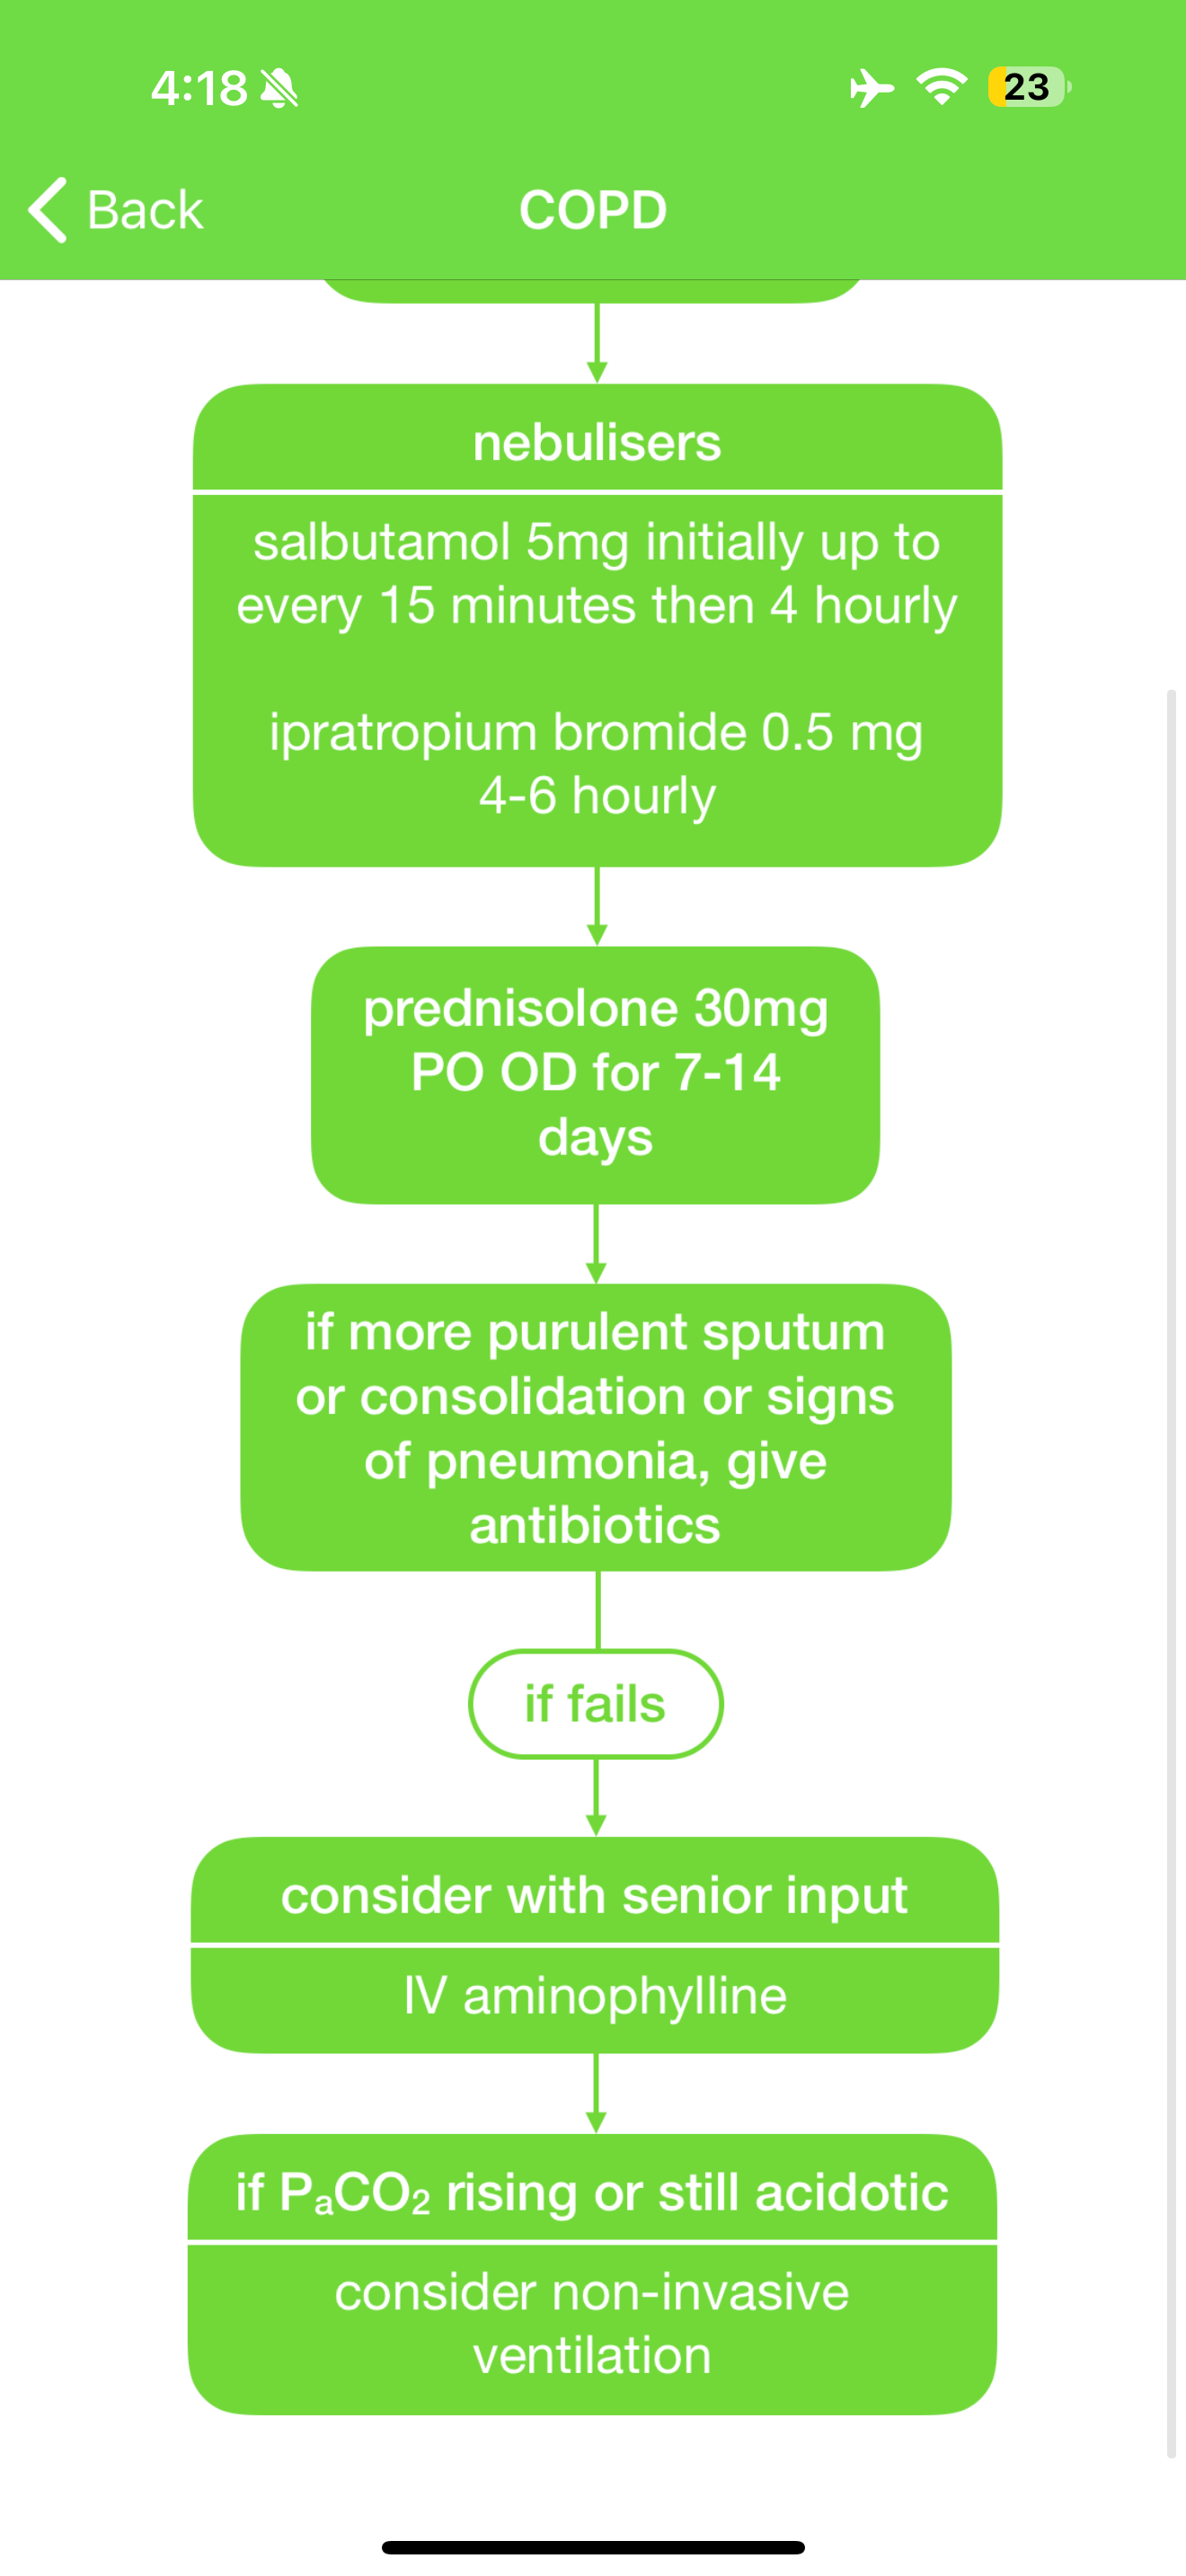 4:18
23
Back
COPD
nebulisers
salbutamol 5mg initially up to
every 15 minutes then 4 hourly
ipratropium bromide 0.5 mg
4-6 hourly
prednisolone 30mg
PO OD for 7-14
days
if more purulent sputum
or consolidation or signs
of pneumonia, give
antibiotics
if fails
consider with senior input
IV aminophylline
if PₐCO₂ rising or still acidotic
consider non-invasive
ventilation